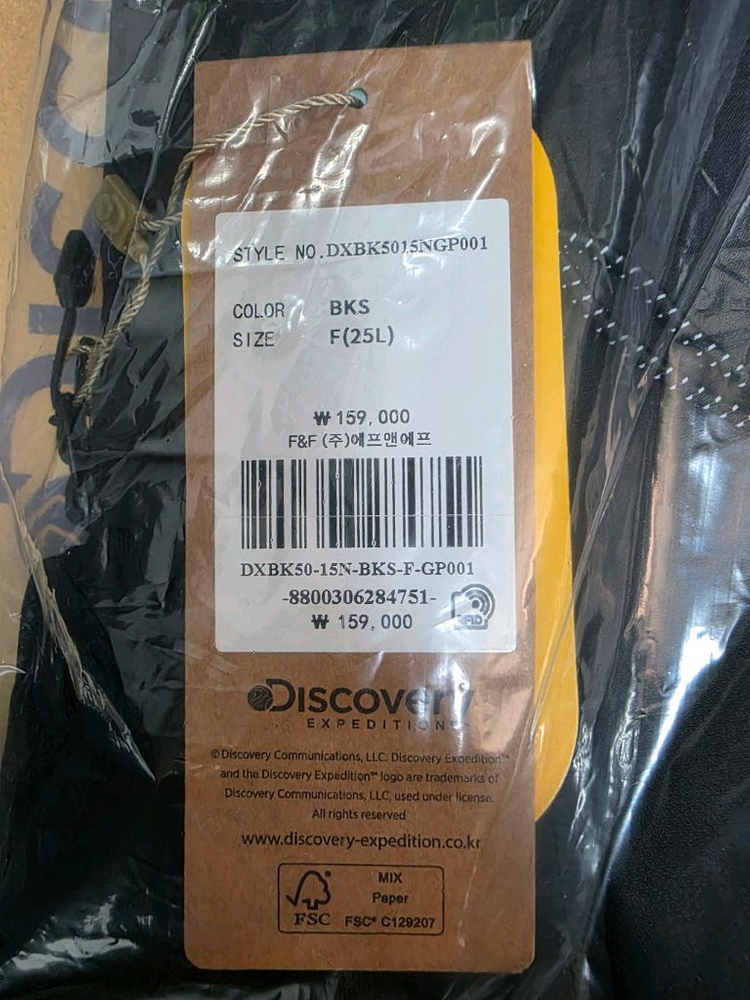 STYLE NO.DXBK5015NGP001
COLOR BKS
SIZE F(25L)
₩ 159,000
F&F (주)에프앤에프
DXBK50-15N-BKS-F-GP001
-8800306284751-
₩ 159,000
RFID
Discovery
EXPEDITION
©Discovery Communications, LLC. Discovery Expedition™
and the Discovery Expedition™ logo are trademarks of
Discovery Communications, LLC, used under license.
All rights reserved
www.discovery-expedition.co.kr
FSC
MIX
Paper
FSC® C129207